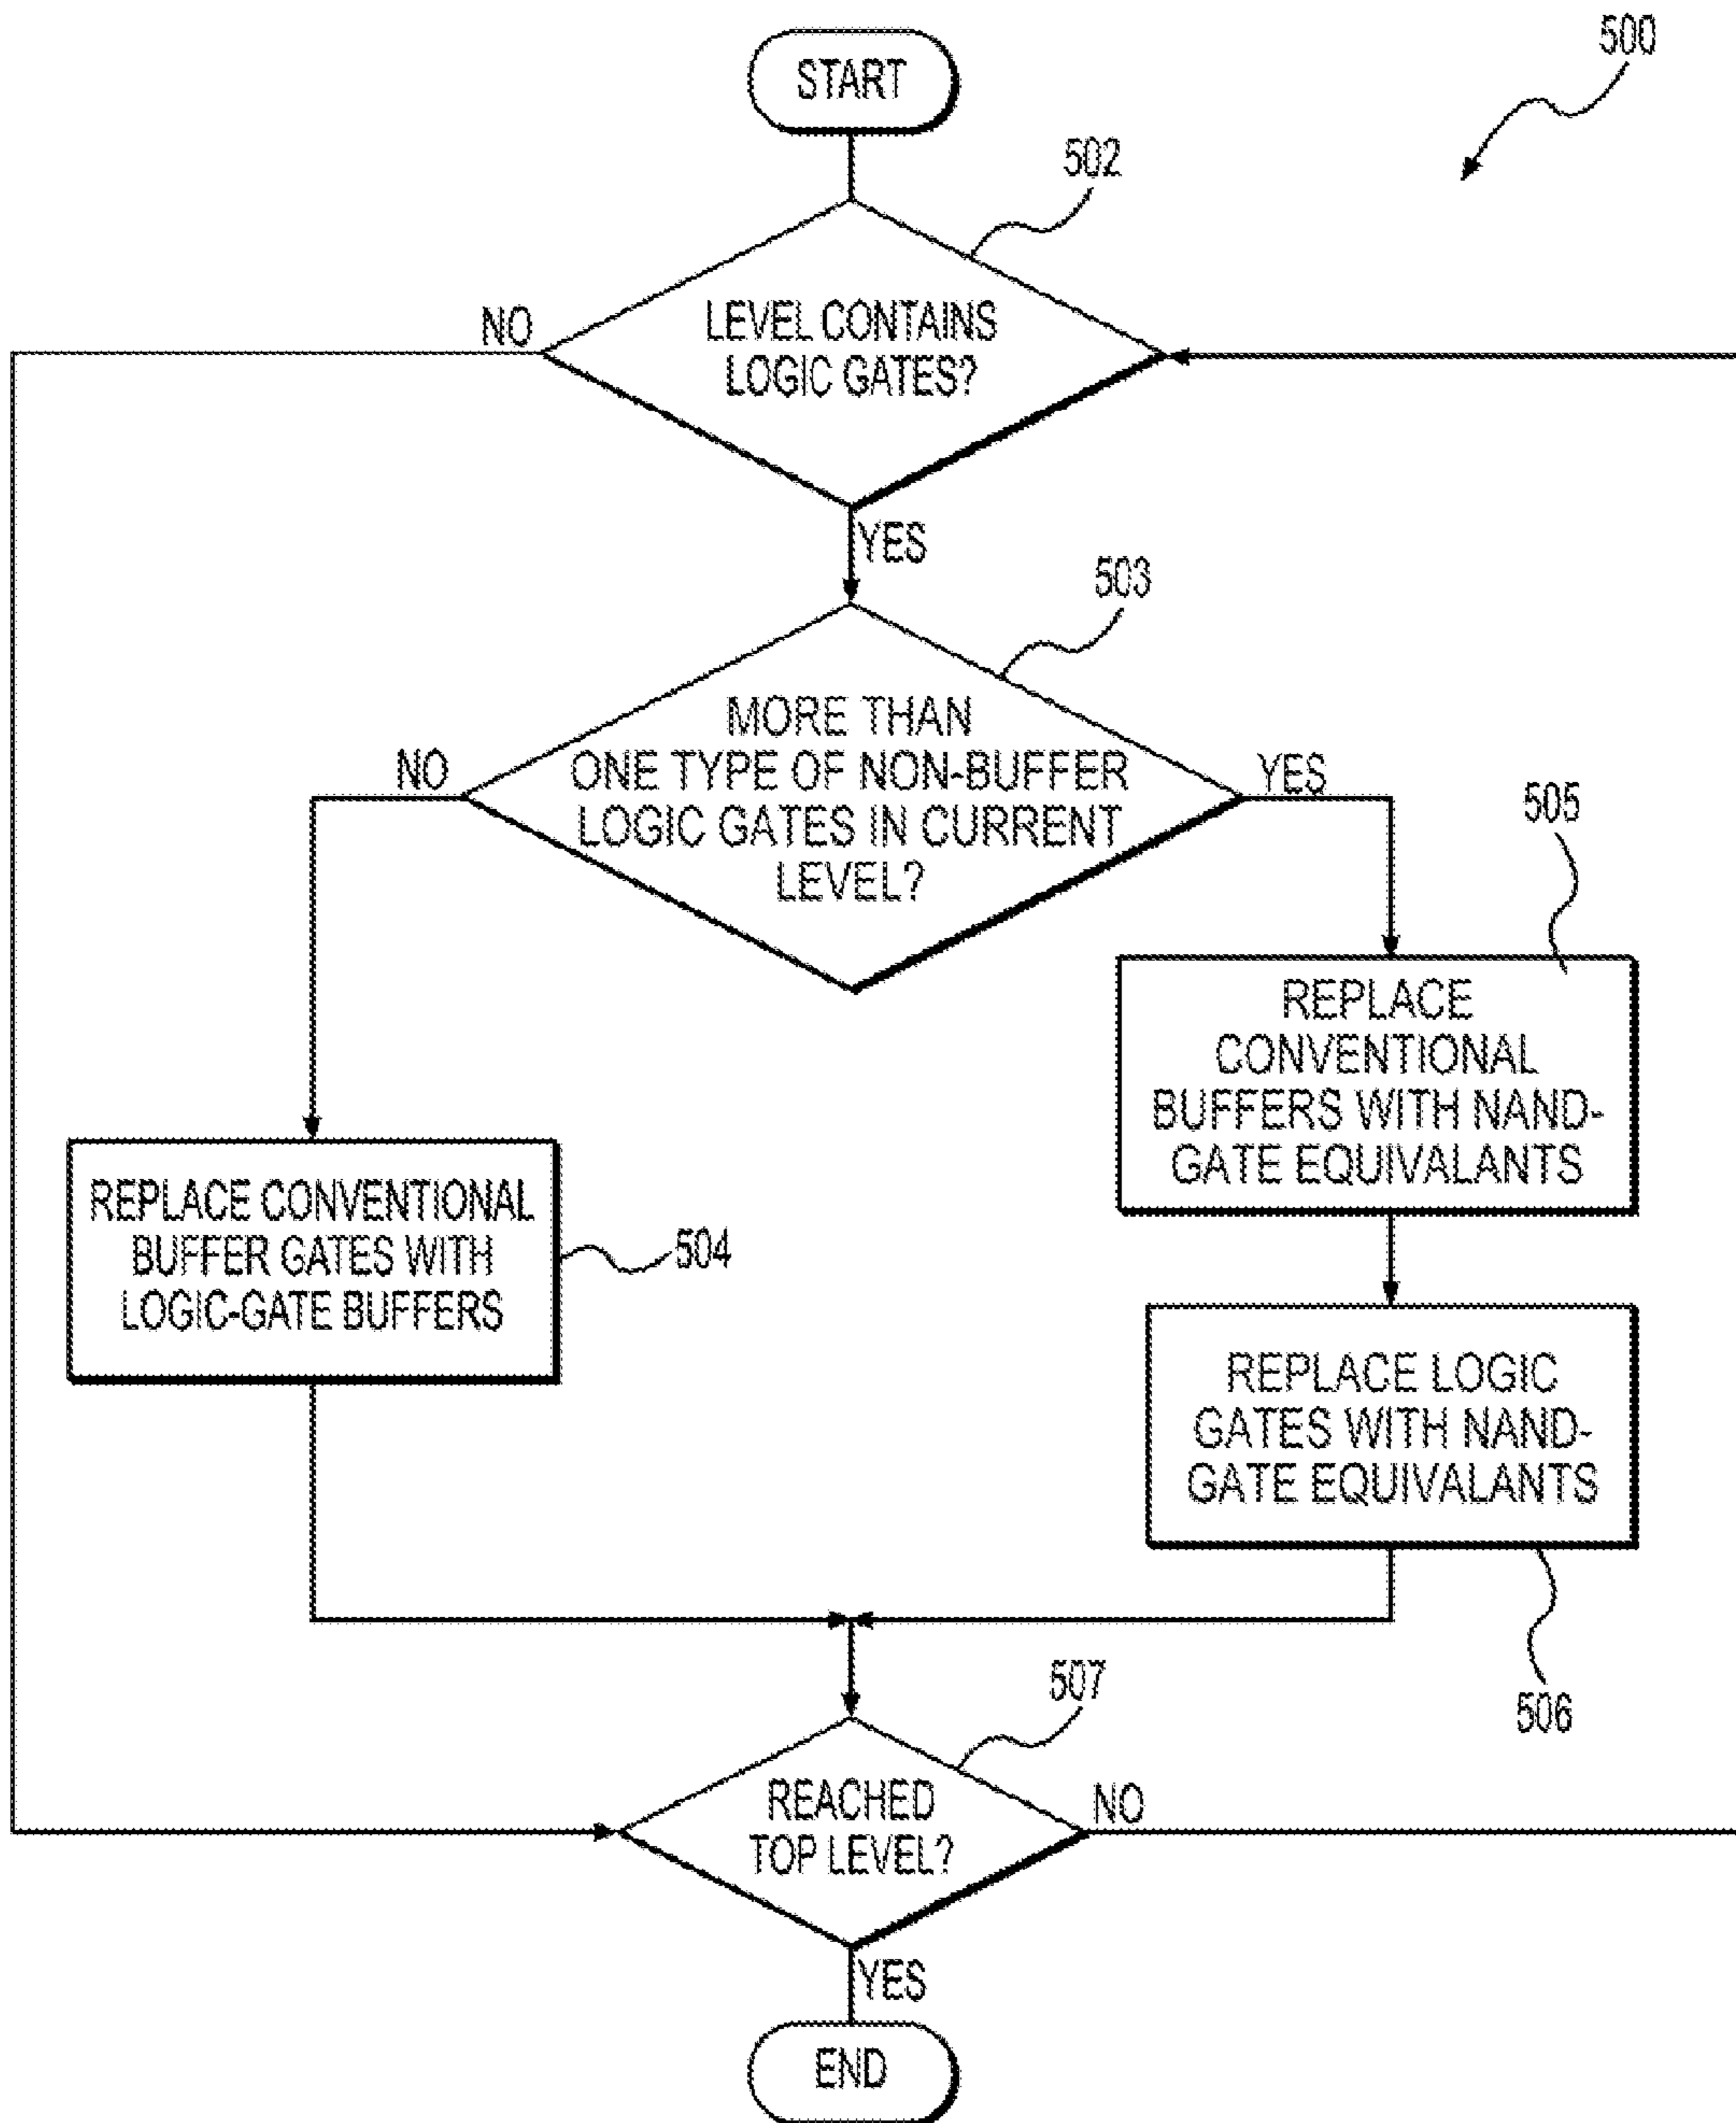 500
START
502
NO
LEVEL CONTAINS
LOGIC GATES?
YES
503
MORE THAN
ONE TYPE OF NON-BUFFER
LOGIC GATES IN CURRENT
LEVEL?
NO
YES
505
REPLACE
CONVENTIONAL
BUFFERS WITH NAND-
GATE EQUIVALANTS
REPLACE CONVENTIONAL
BUFFER GATES WITH
LOGIC-GATE BUFFERS
504
REPLACE LOGIC
GATES WITH NAND-
GATE EQUIVALANTS
506
507
REACHED
TOP LEVEL?
NO
YES
END